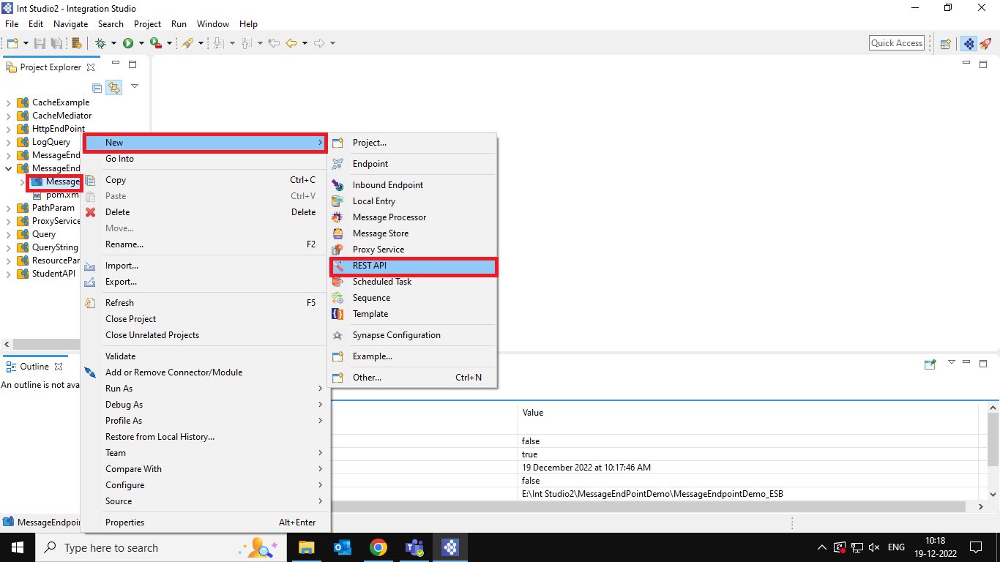 Int Studio2 - Integration Studio
File Edit Navigate Search Project Run Window Help
Quick Access
Project Explorer
CacheExample
CacheMediator
HttpEndPoint
LogQuery
MessageEnd
MessageEnd
Message
pom.xm
PathParam
ProxyService
Query
QueryString
ResourcePar
StudentAPI
New
Go Into
Copy Ctrl+C
Paste Ctrl+V
Delete Delete
Move...
Rename... F2
Import...
Export...
Refresh F5
Close Project
Close Unrelated Projects
Validate
Add or Remove Connector/Module
Run As
Debug As
Profile As
Restore from Local History...
Team
Compare With
Configure
Source
Properties Alt+Enter
Project...
Endpoint
Inbound Endpoint
Local Entry
Message Processor
Message Store
Proxy Service
REST API
Scheduled Task
Sequence
Template
Synapse Configuration
Example...
Other... Ctrl+N
Outline
An outline is not ava
Value
false
true
19 December 2022 at 10:17:46 AM
false
E:\Int Studio2\MessageEndPointDemo\MessageEndpointDemo_ESB
MessageEndpoin
Type here to search
ENG
10:18
19-12-2022